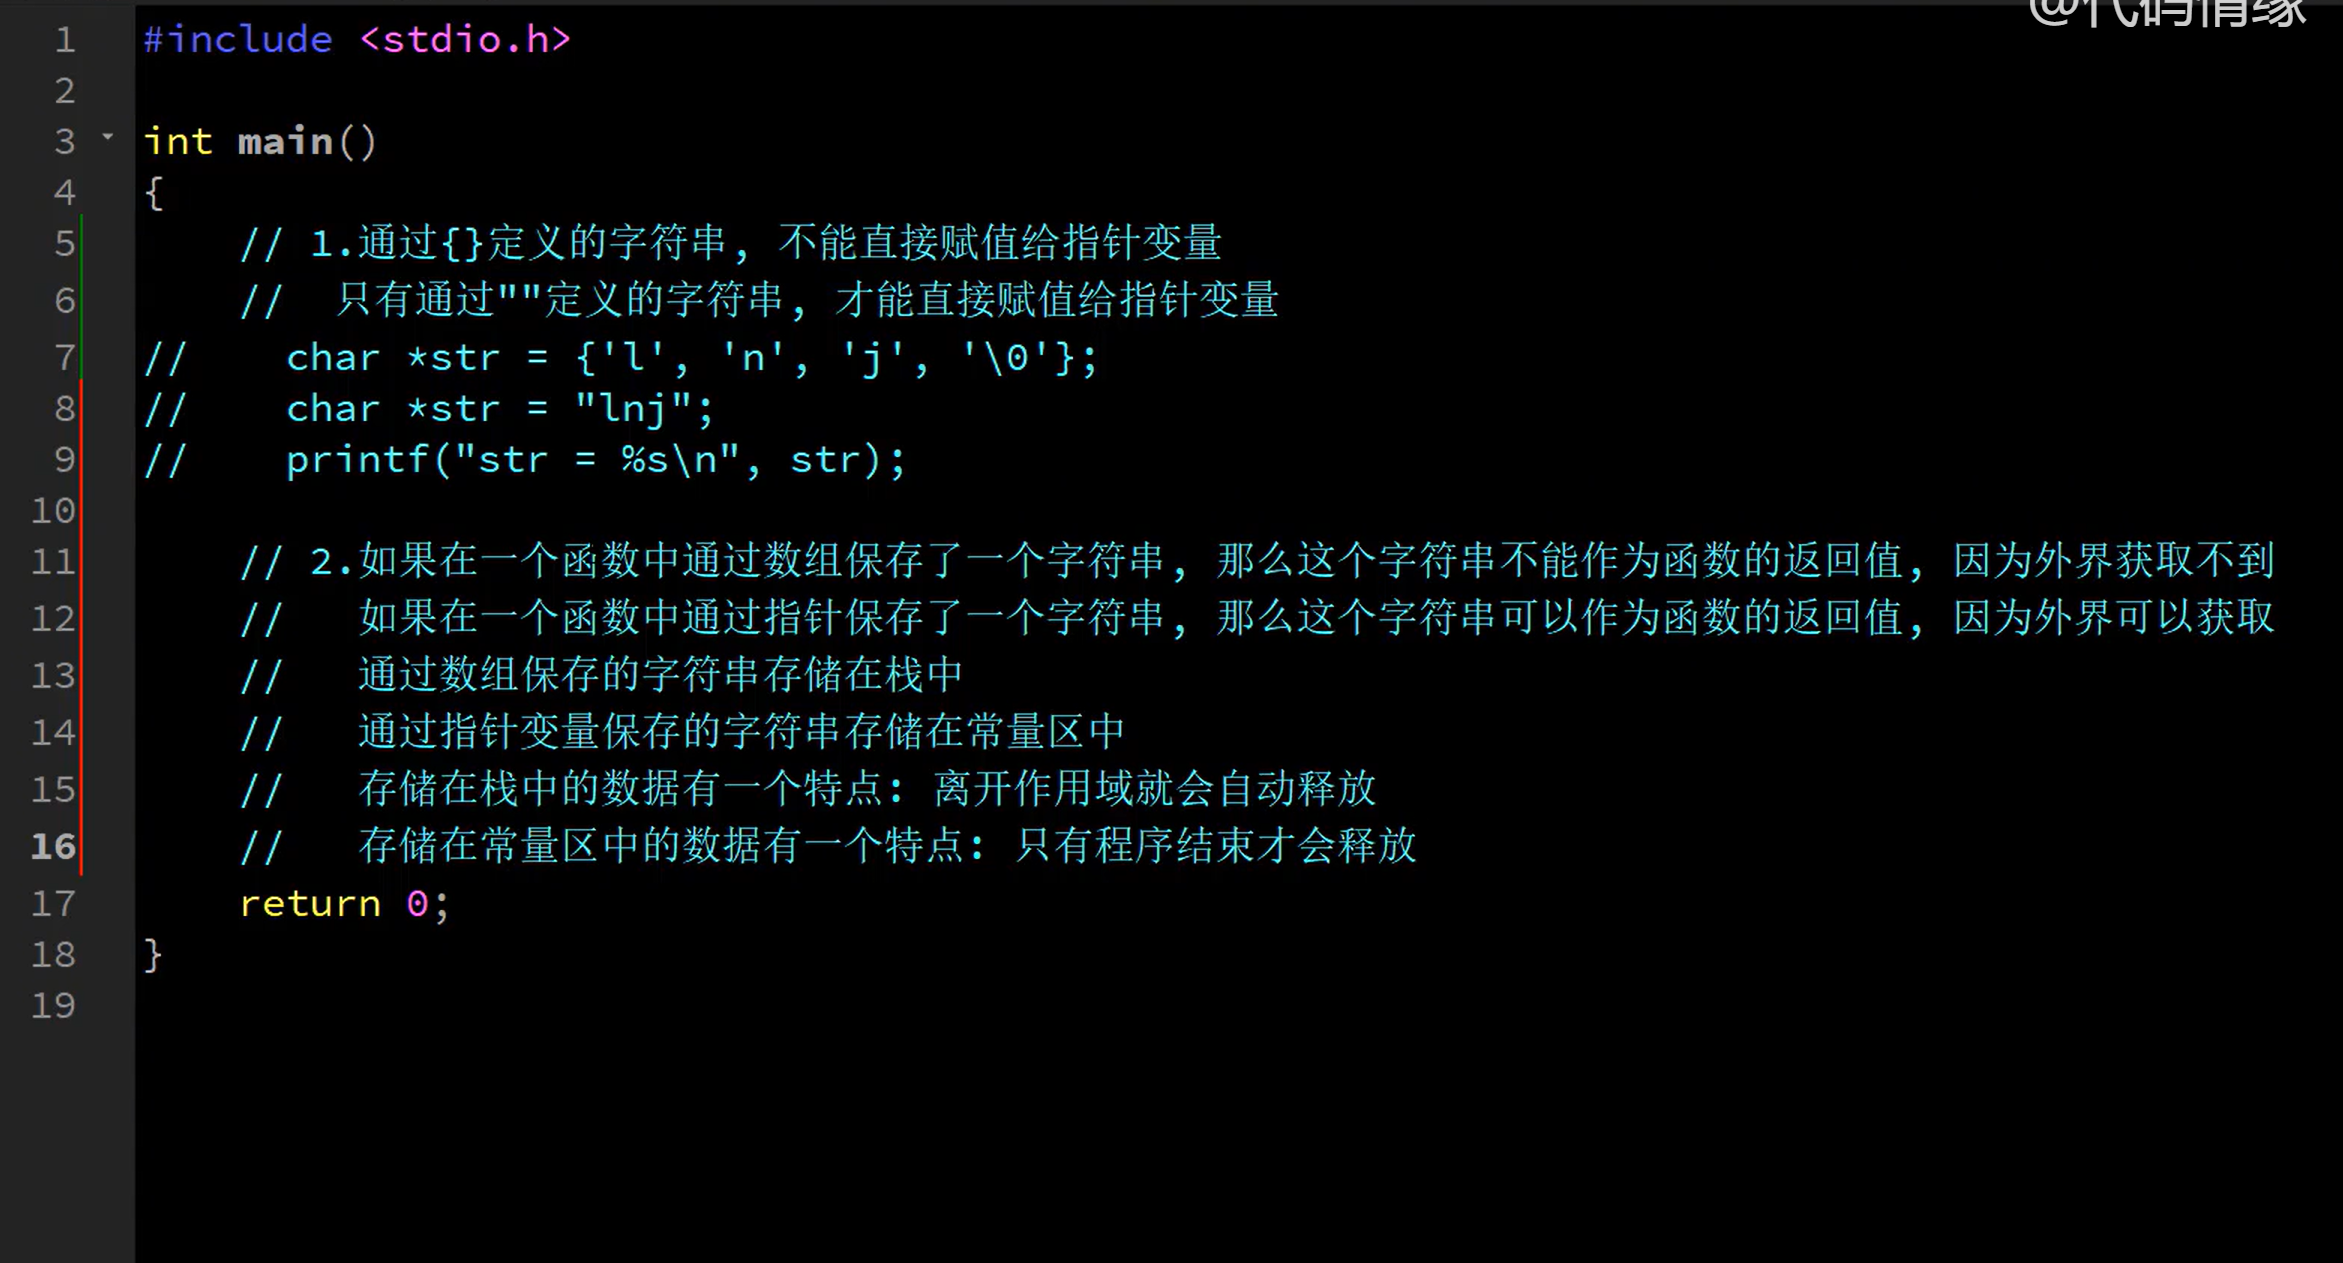 @代码情缘
1 #include <stdio.h>
2
3 int main()
4 {
5 // 1.通过{}定义的字符串, 不能直接赋值给指针变量
6 // 只有通过""定义的字符串, 才能直接赋值给指针变量
7 // char *str = {'l', 'n', 'j', '\0'};
8 // char *str = "lnj";
9 // printf("str = %s\n", str);
10
11 // 2.如果在一个函数中通过数组保存了一个字符串, 那么这个字符串不能作为函数的返回值, 因为外界获取不到
12 // 如果在一个函数中通过指针保存了一个字符串, 那么这个字符串可以作为函数的返回值, 因为外界可以获取
13 // 通过数组保存的字符串存储在栈中
14 // 通过指针变量保存的字符串存储在常量区中
15 // 存储在栈中的数据有一个特点: 离开作用域就会自动释放
16 // 存储在常量区中的数据有一个特点: 只有程序结束才会释放
17 return 0;
18 }
19